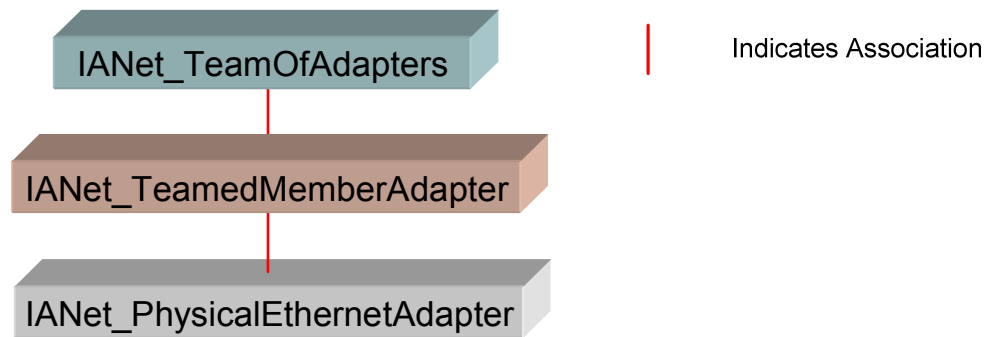 IANet_TeamOfAdapters
Indicates Association
IANet_TeamedMemberAdapter
IANet_PhysicalEthernetAdapter